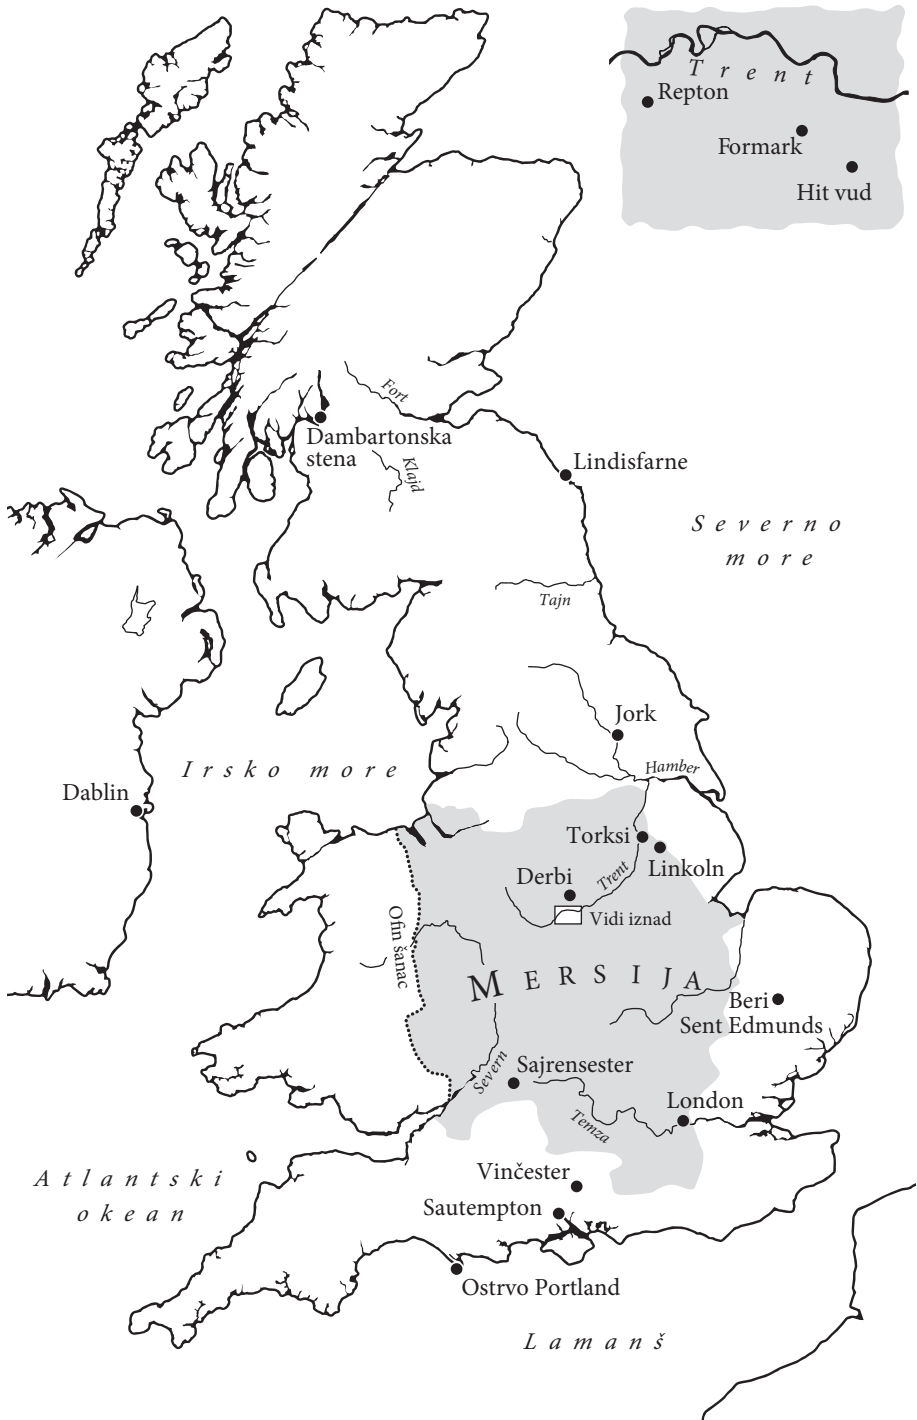 Trent
Repton
Formark
Hit vud
Fort
Dambartonska
stena
Klajd
Lindisfarne
Severno
more
Tajn
Jork
Hamber
Irsko more
Dablin
Torksi
Linkoln
Derbi
Trent
Vidi iznad
Ofin šanac
MERSIJA
Beri
Sent Edmunds
Severn
Sajrensester
London
Temza
Atlantski
okean
Vinčester
Sautempton
Ostrvo Portland
Lamanš